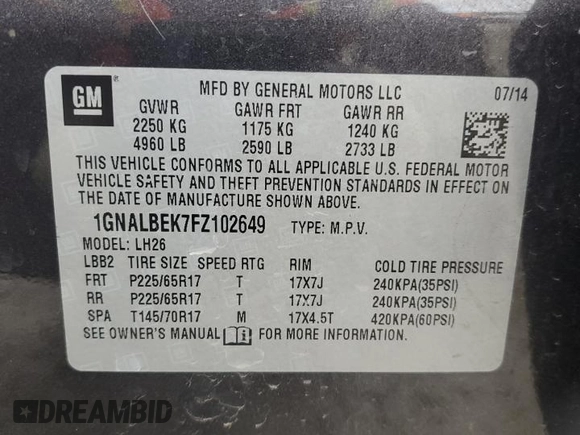 GM
®
MFD BY GENERAL MOTORS LLC 07/14
GVWR GAWR FRT GAWR RR
2250 KG 1175 KG 1240 KG
4960 LB 2590 LB 2733 LB
THIS VEHICLE CONFORMS TO ALL APPLICABLE U.S. FEDERAL MOTOR
VEHICLE SAFETY AND THEFT PREVENTION STANDARDS IN EFFECT ON
THE DATE OF MANUFACTURE SHOWN ABOVE.
1GNALBEK7FZ102649 TYPE: M.P.V.
MODEL: LH26
LBB2 TIRE SIZE SPEED RTG RIM COLD TIRE PRESSURE
FRT P225/65R17 T 17X7J 240KPA(35PSI)
RR P225/65R17 T 17X7J 240KPA(35PSI)
SPA T145/70R17 M 17X4.5T 420KPA(60PSI)
SEE OWNER'S MANUAL FOR MORE INFORMATION.
DREAMBID